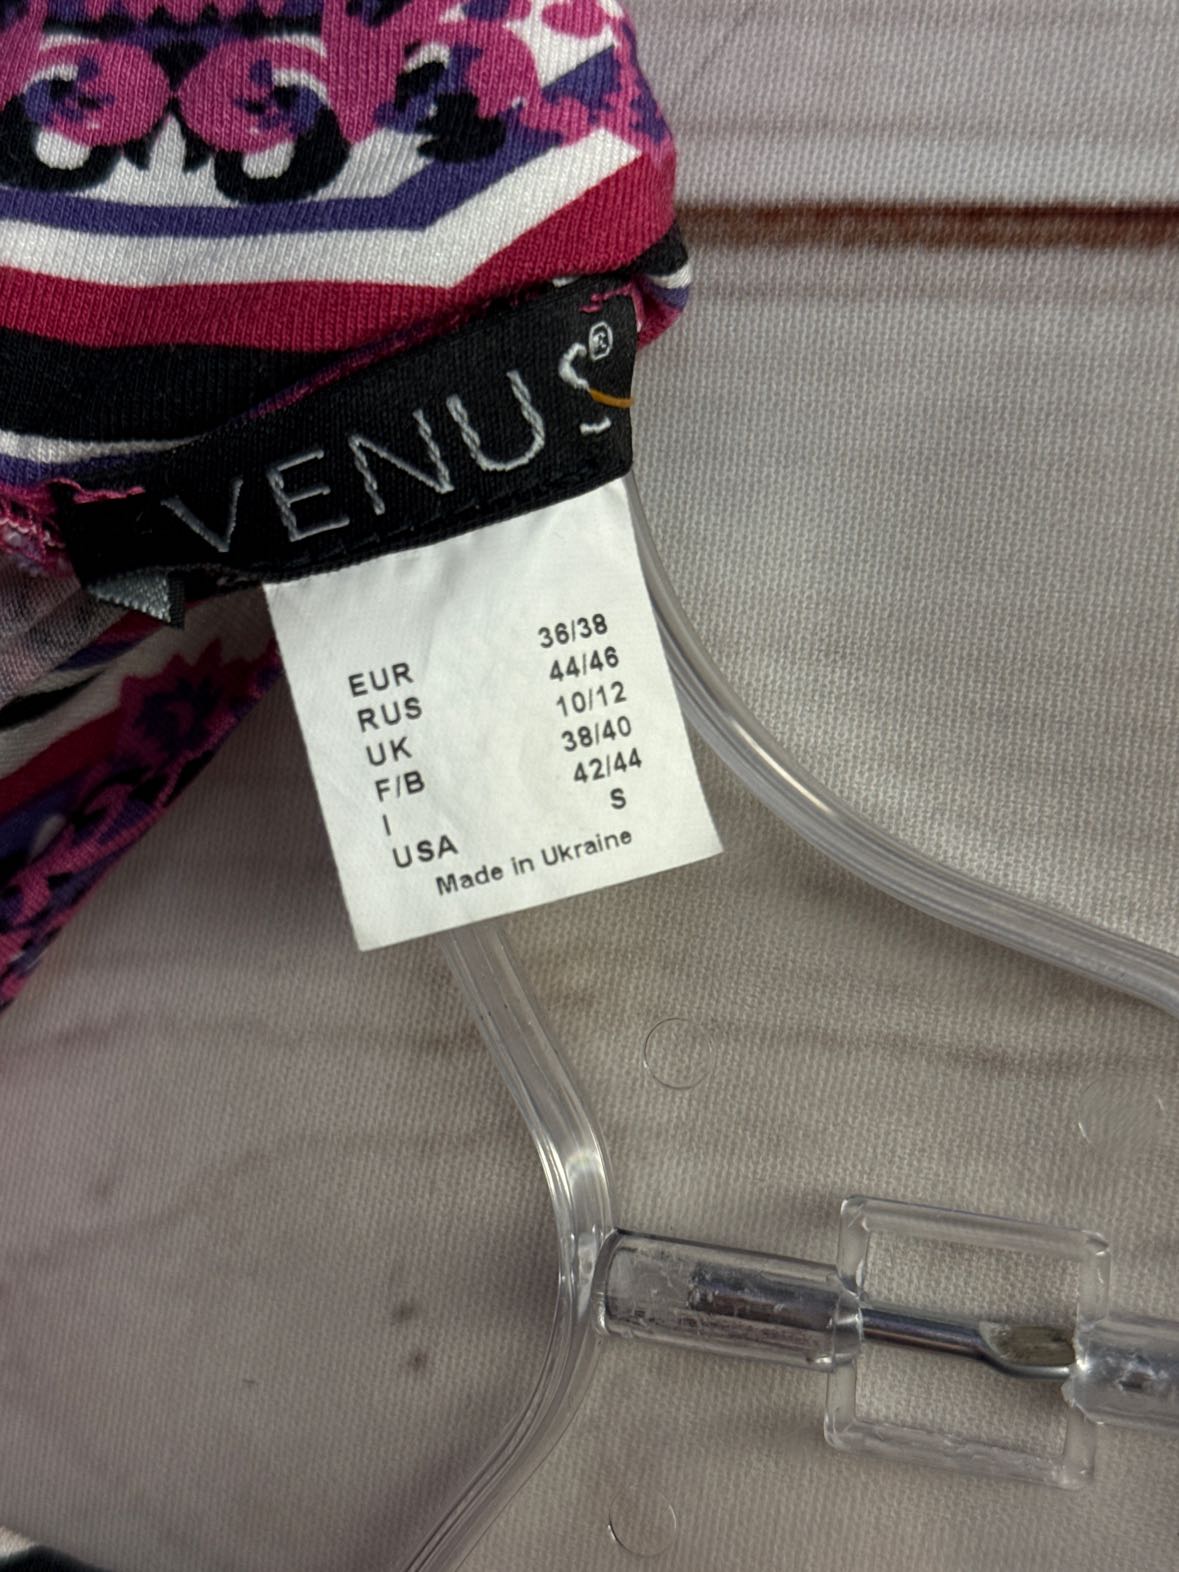 VENUS®
EUR 36/38
RUS 44/46
UK 10/12
F/B 38/40
I 42/44
USA S
Made in Ukraine